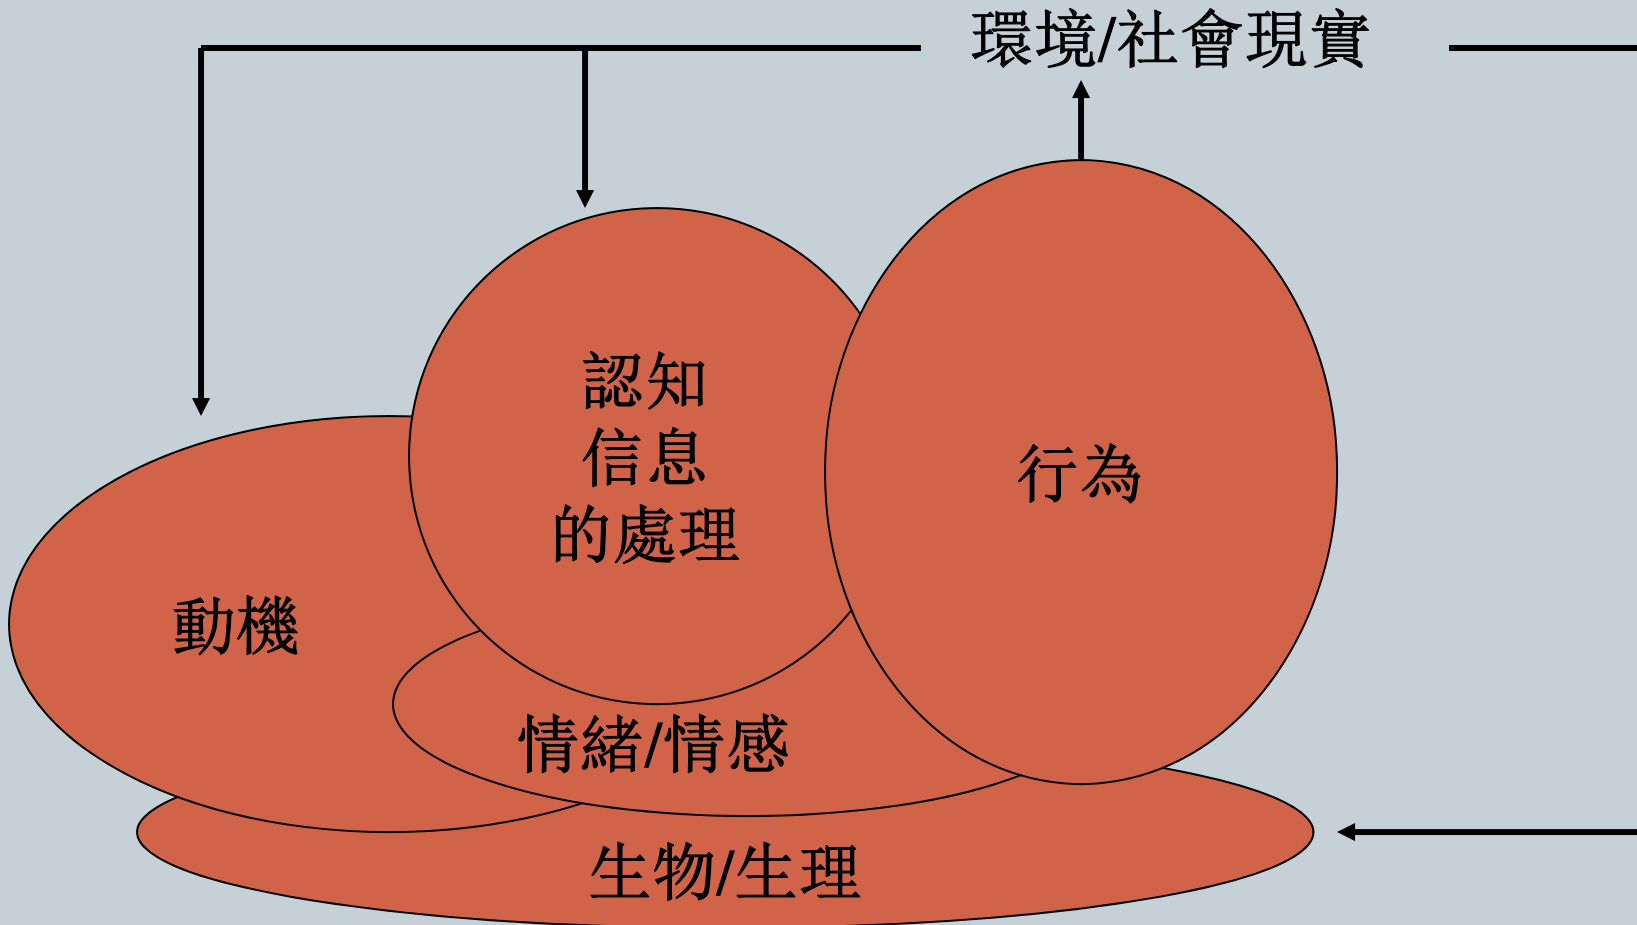 環境/社會現實
認知
信息
的處理
行為
動機
情緒/情感
生物/生理